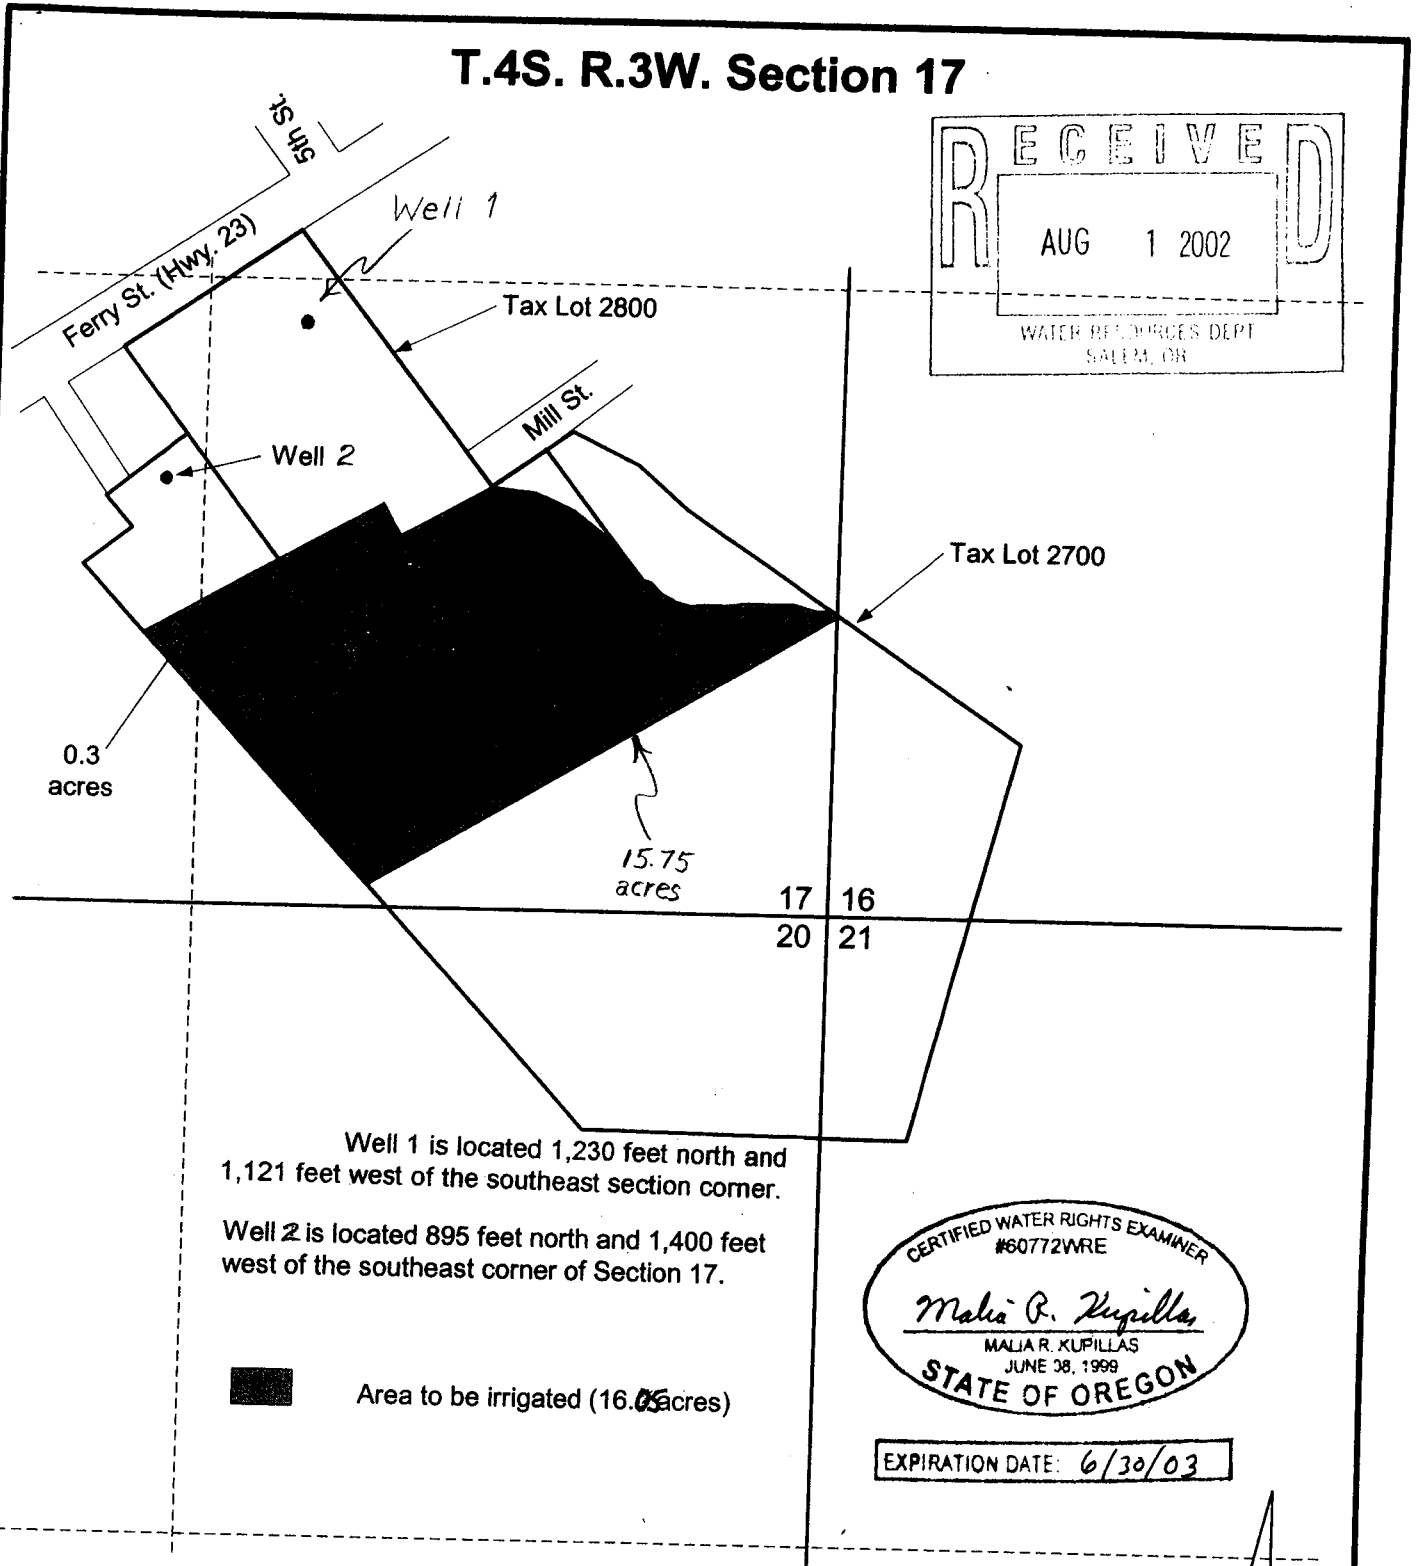 T.4S. R.3W. Section 17
RECEIVED
AUG 1 2002
WATER RESOURCES DEPT
SALEM, OR
5th St.
Well 1
Ferry St. (Hwy. 23)
Tax Lot 2800
Mill St.
Well 2
Tax Lot 2700
0.3
acres
15.75
acres
17 16
20 21
Well 1 is located 1,230 feet north and
1,121 feet west of the southeast section corner.
Well 2 is located 895 feet north and 1,400 feet
west of the southeast corner of Section 17.
Area to be irrigated (16.05 acres)
CERTIFIED WATER RIGHTS EXAMINER
#60772WRE
Malia R. Kupillas
MALIA R. KUPILLAS
JUNE 08, 1999
STATE OF OREGON
EXPIRATION DATE: 6/30/03